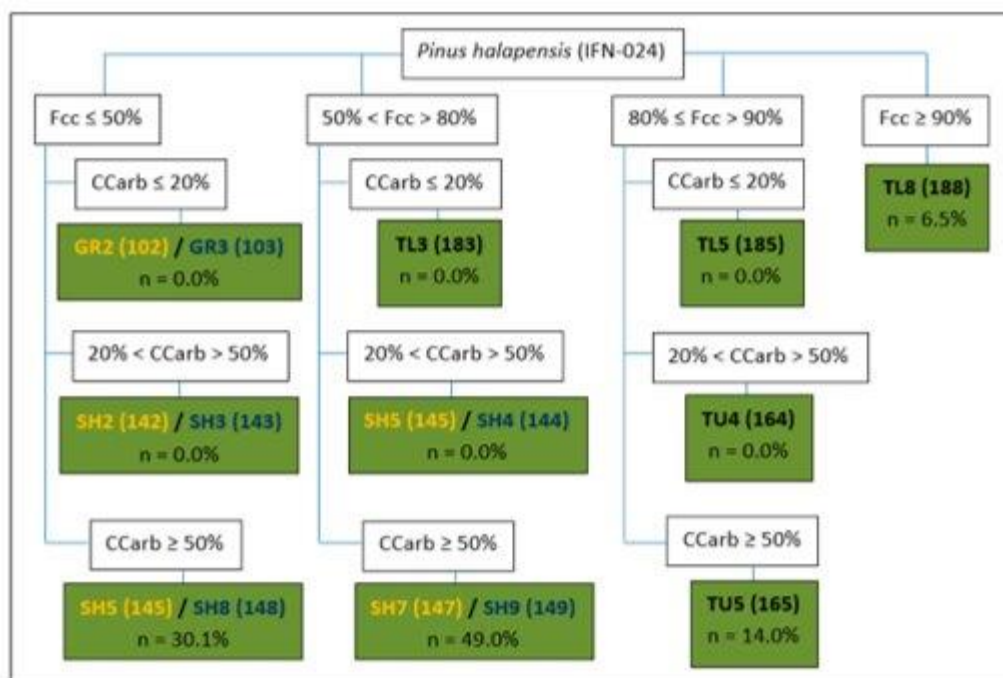 Pinus halapensis (IFN-024)
Fcc ≤ 50%
50% < Fcc > 80%
80% ≤ Fcc > 90%
Fcc ≥ 90%
CCarb ≤ 20%
CCarb ≤ 20%
CCarb ≤ 20%
TL8 (188)
n = 6.5%
GR2 (102) / GR3 (103)
n = 0.0%
TL3 (183)
n = 0.0%
TL5 (185)
n = 0.0%
20% < CCarb > 50%
20% < CCarb > 50%
20% < CCarb > 50%
SH2 (142) / SH3 (143)
n = 0.0%
SH5 (145) / SH4 (144)
n = 0.0%
TU4 (164)
n = 0.0%
CCarb ≥ 50%
CCarb ≥ 50%
CCarb ≥ 50%
SH5 (145) / SH8 (148)
n = 30.1%
SH7 (147) / SH9 (149)
n = 49.0%
TU5 (165)
n = 14.0%